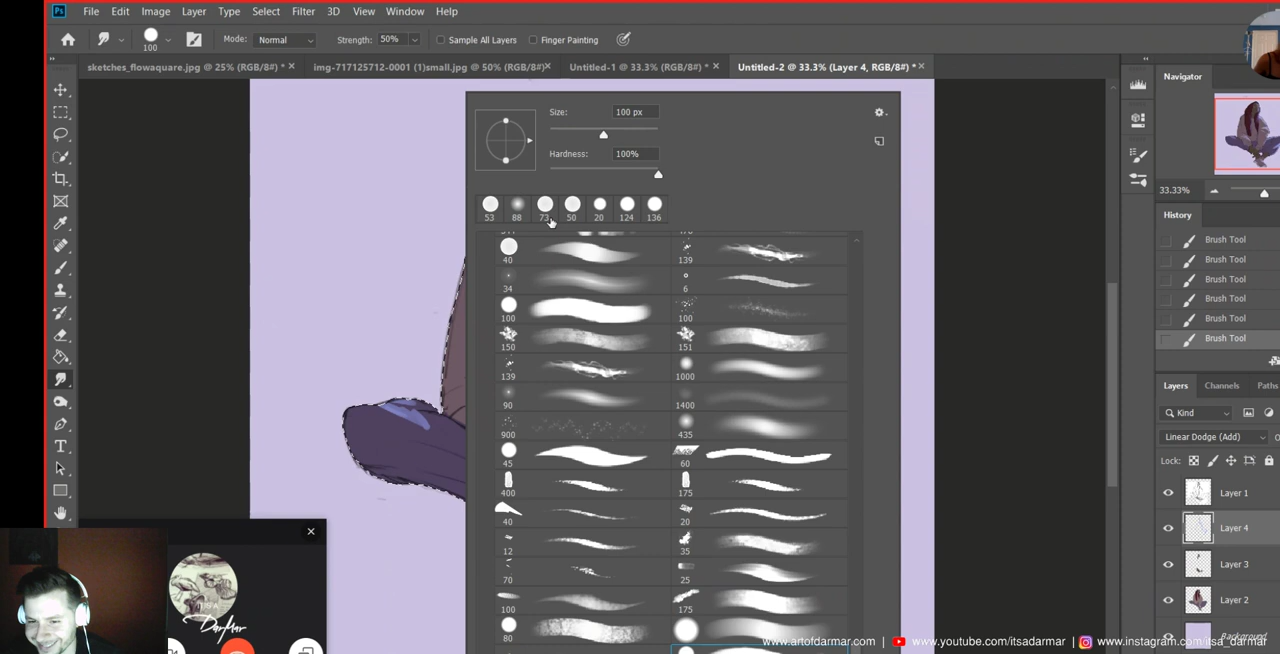 Ps File Edit Image Layer Type Select Filter 3D View Window Help
100 Mode: Normal Strength: 50% Sample All Layers Finger Painting
sketches_flowaquare.jpg @ 25% (RGB/8#) * × img-717125712-0001 (1)small.jpg @ 50% (RGB/8#) × Untitled-1 @ 33.3% (RGB/8#) * × Untitled-2 @ 33.3% (Layer 4, RGB/8#) * ×
Navigator
33.33%
Size: 100 px
Hardness: 100%
53 88 73 50 20 124 136
40 139
34 6
100 100
150 151
139 1000
90 1400
900 435
45 60
400 175
40 20
12 35
70 25
100 175
80
History
Brush Tool
Brush Tool
Brush Tool
Brush Tool
Brush Tool
Brush Tool
Layers Channels Paths
Kind
Linear Dodge (Add)
Lock:
Layer 1
Layer 4
Layer 3
Layer 2
Background
DarMar
www.artofdarmar.com | www.youtube.com/itsadarmar | www.instagram.com/itsa_darmar